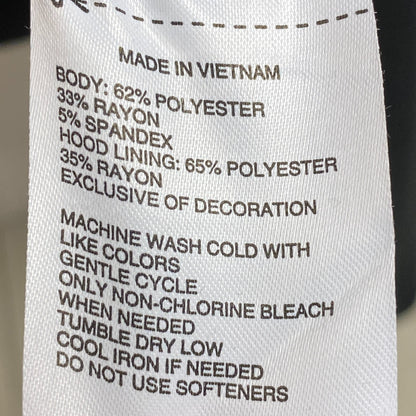 MADE IN VIETNAM
BODY: 62% POLYESTER
33% RAYON
5% SPANDEX
HOOD LINING: 65% POLYESTER
35% RAYON
EXCLUSIVE OF DECORATION
MACHINE WASH COLD WITH
LIKE COLORS
GENTLE CYCLE
ONLY NON-CHLORINE BLEACH
WHEN NEEDED
TUMBLE DRY LOW
COOL IRON IF NEEDED
DO NOT USE SOFTENERS